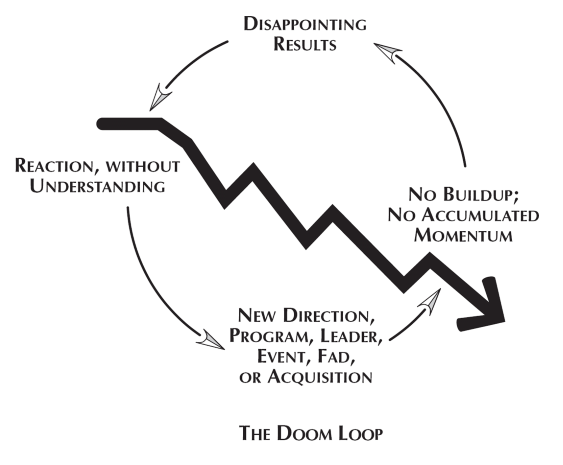 DISAPPOINTING
RESULTS
REACTION, WITHOUT
UNDERSTANDING
NEW DIRECTION,
PROGRAM, LEADER,
EVENT, FAD,
OR ACQUISITION
NO BUILDUP;
NO ACCUMULATED
MOMENTUM
THE DOOM LOOP